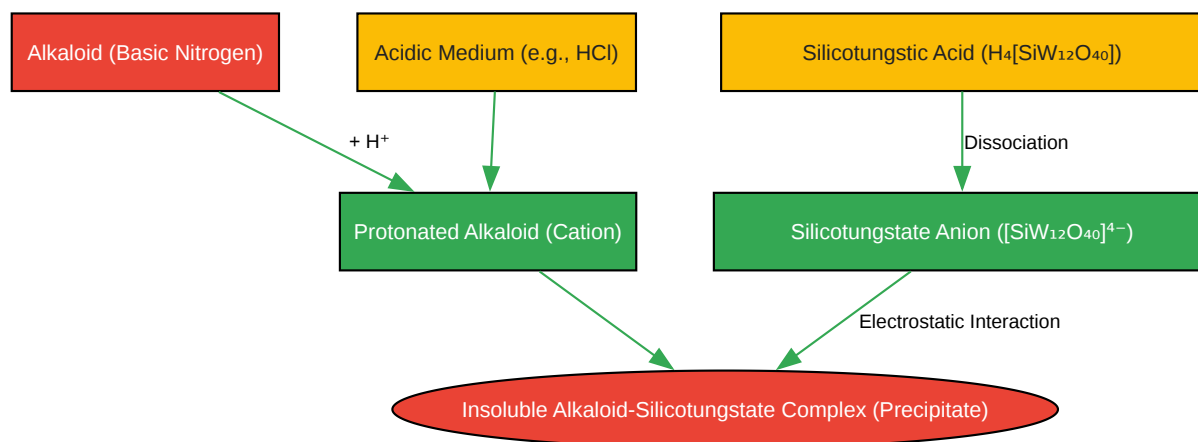 Alkaloid (Basic Nitrogen)
Acidic Medium (e.g., HCl)
Silicotungstic Acid (H₄[SiW₁₂O₄₀])
+ H⁺
Dissociation
Protonated Alkaloid (Cation)
Silicotungstate Anion ([SiW₁₂O₄₀]⁴⁻)
Electrostatic Interaction
Insoluble Alkaloid-Silicotungstate Complex (Precipitate)